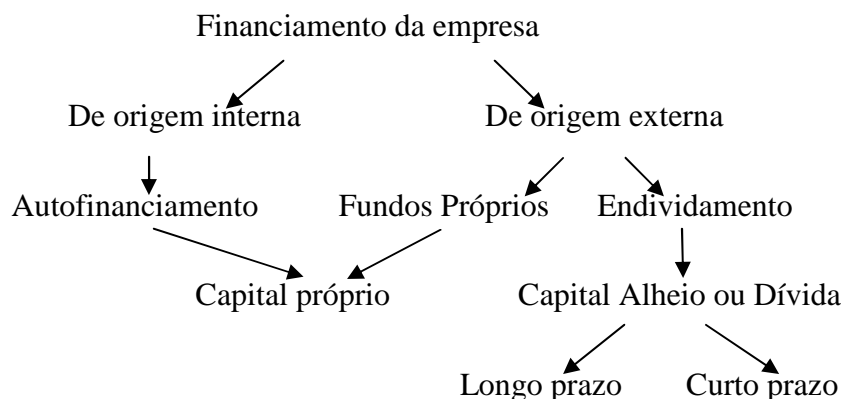 Financiamento da empresa
De origem interna De origem externa
Autofinanciamento Fundos Próprios Endividamento
Capital próprio Capital Alheio ou Dívida
Longo prazo Curto prazo